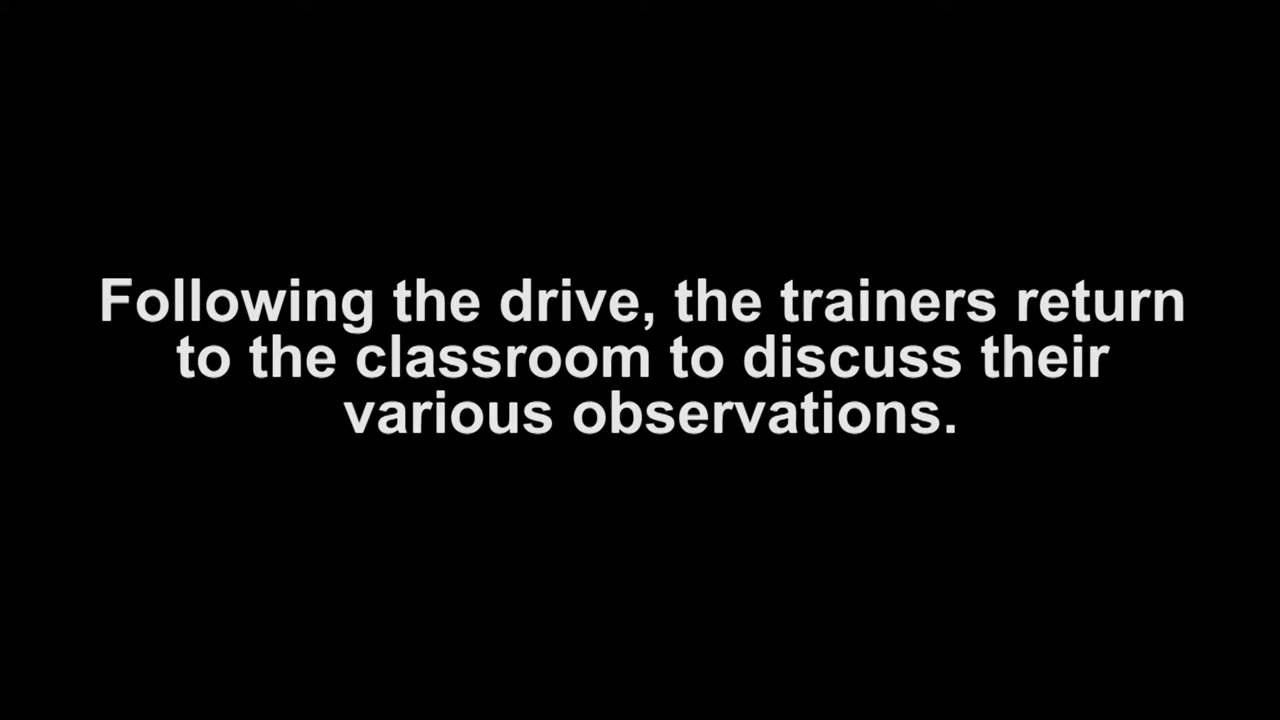 Following the drive, the trainers return
to the classroom to discuss their
various observations.